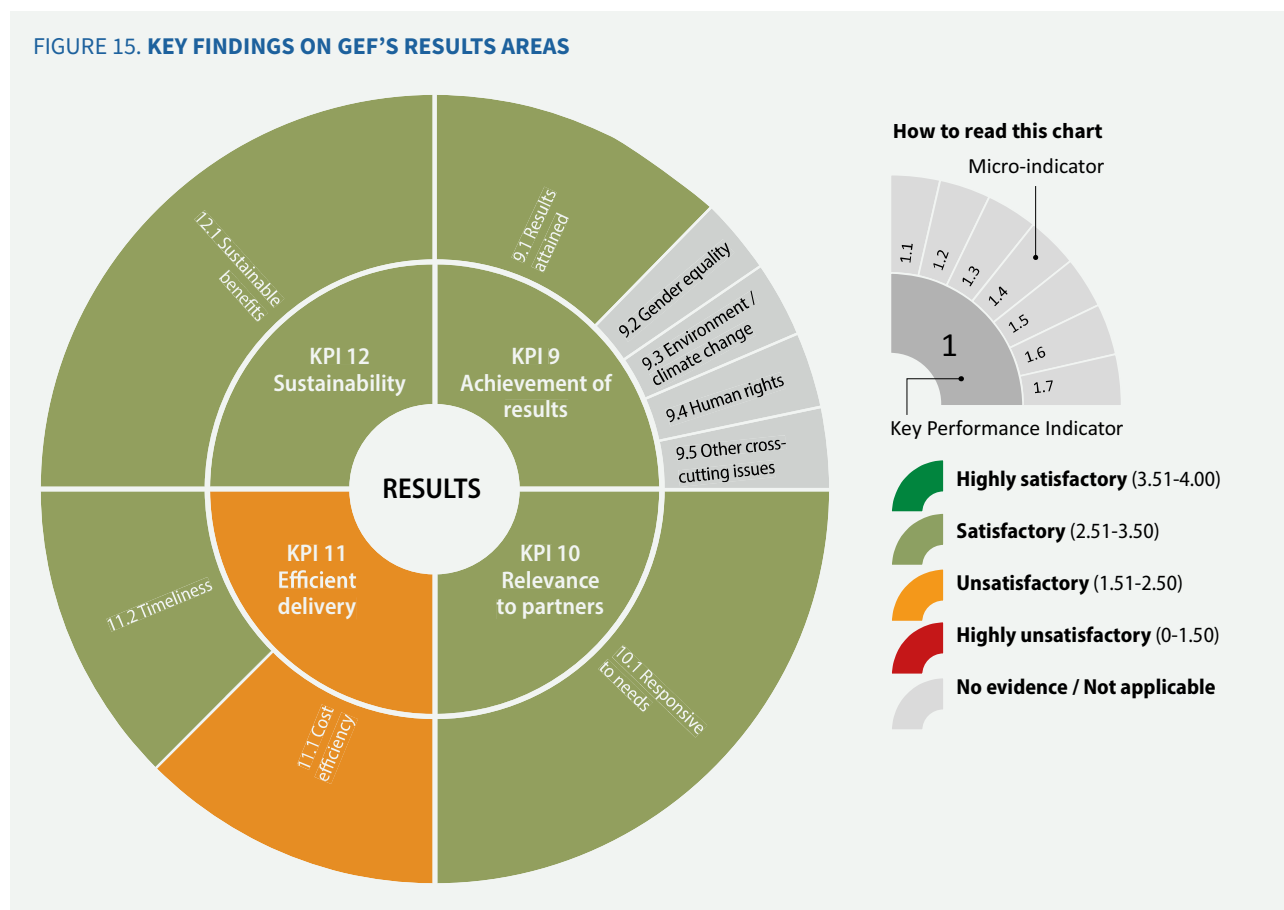 FIGURE 15. KEY FINDINGS ON GEF'S RESULTS AREAS
12.1 Sustainable
benefits
9.1 Results
attained
9.2 Gender equality
9.3 Environment /
climate change
9.4 Human rights
9.5 Other cross-
cutting issues
KPI 12
Sustainability
KPI 9
Achievement of
results
RESULTS
KPI 11
Efficient
delivery
KPI 10
Relevance
to partners
11.2 Timeliness
11.1 Cost
efficiency
10.1 Responsive
to needs
How to read this chart
Micro-indicator
1.1
1.2
1.3
1.4
1.5
1.6
1.7
1
Key Performance Indicator
Highly satisfactory (3.51-4.00)
Satisfactory (2.51-3.50)
Unsatisfactory (1.51-2.50)
Highly unsatisfactory (0-1.50)
No evidence / Not applicable